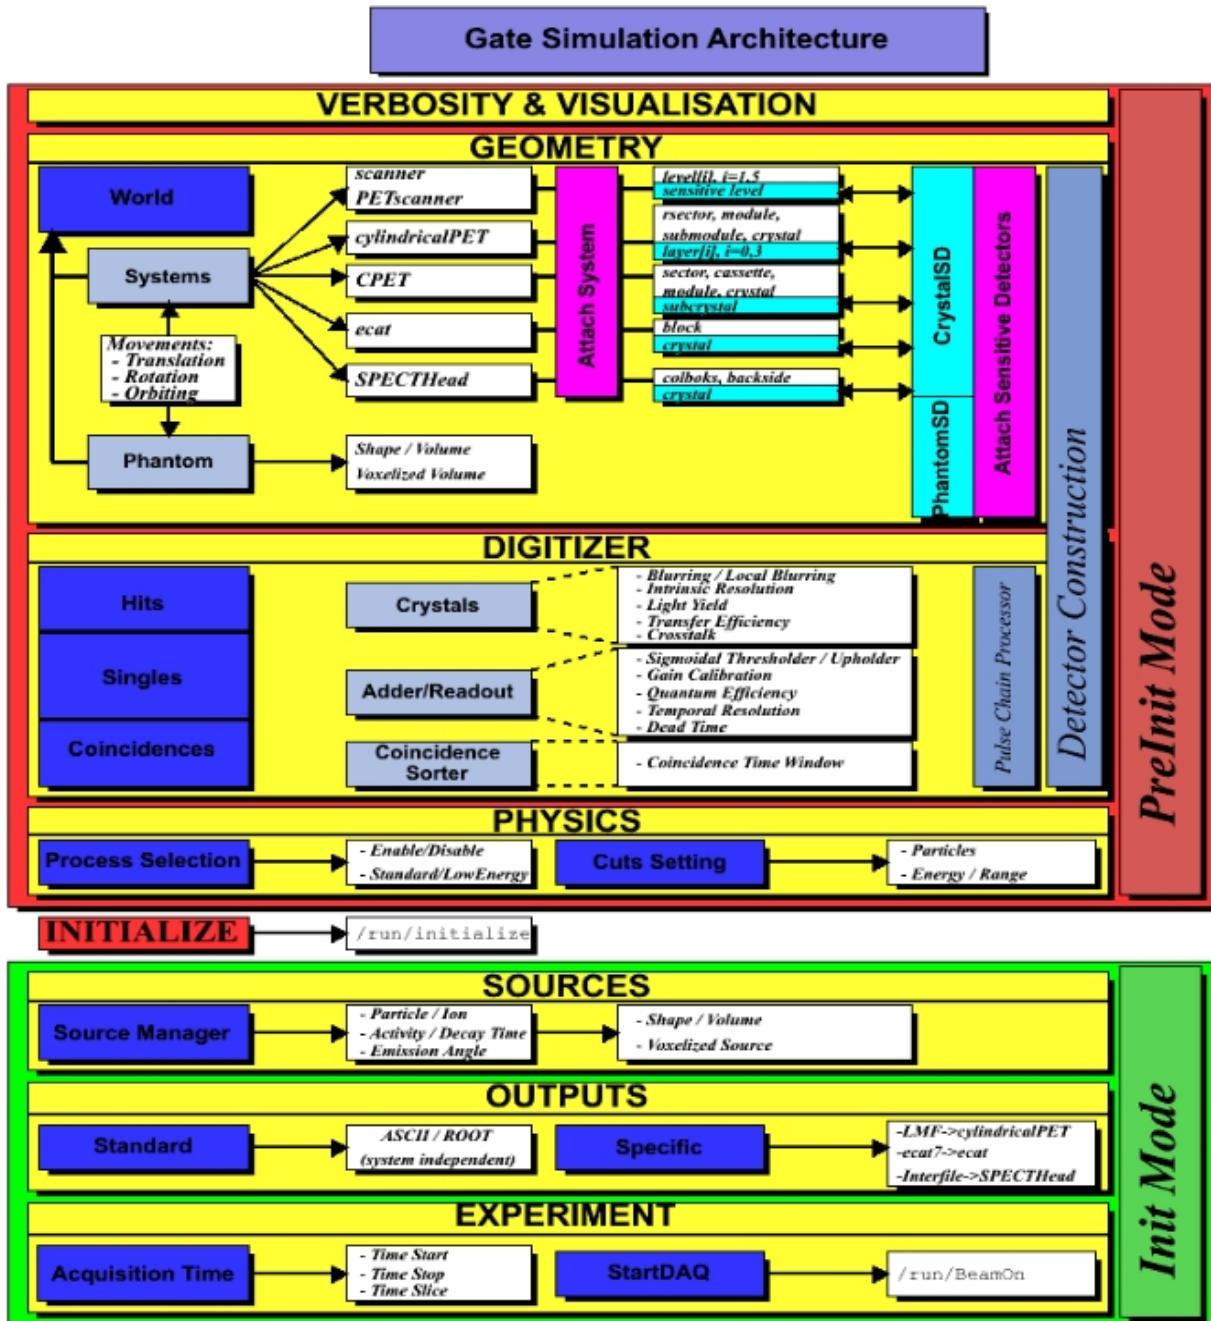 Gate Simulation Architecture
VERBOSITY & VISUALISATION
GEOMETRY
World
Systems
Movements:
- Translation
- Rotation
- Orbiting
Phantom
scanner
PETscanner
cylindricalPET
CPET
ecat
SPECTHead
Shape / Volume
Voxelized Volume
Attach System
level[i], i=1,5
sensitive level
rsector, module,
submodule, crystal
layer[i], i=0,3
sector, cassette,
module, crystal
subcrystal
block
crystal
colboks, backside
crystal
CrystalSD
PhantomSD
Attach Sensitive Detectors
Detector Construction
PreInit Mode
DIGITIZER
Hits
Singles
Coincidences
Crystals
- Blurring / Local Blurring
- Intrinsic Resolution
- Light Yield
- Transfer Efficiency
- Crosstalk
Adder/Readout
- Sigmoidal Thresholder / Upholder
- Gain Calibration
- Quantum Efficiency
- Temporal Resolution
- Dead Time
Coincidence
Sorter
- Coincidence Time Window
Pulse Chain Processor
PHYSICS
Process Selection
- Enable/Disable
- Standard/LowEnergy
Cuts Setting
- Particles
- Energy / Range
INITIALIZE
/run/initialize
SOURCES
Source Manager
- Particle / Ion
- Activity / Decay Time
- Emission Angle
- Shape / Volume
- Voxelized Source
Init Mode
OUTPUTS
Standard
ASCII / ROOT
(system independent)
Specific
-LMF->cylindricalPET
-ecat7->ecat
-Interfile->SPECTHead
EXPERIMENT
Acquisition Time
- Time Start
- Time Stop
- Time Slice
StartDAQ
/run/BeamOn